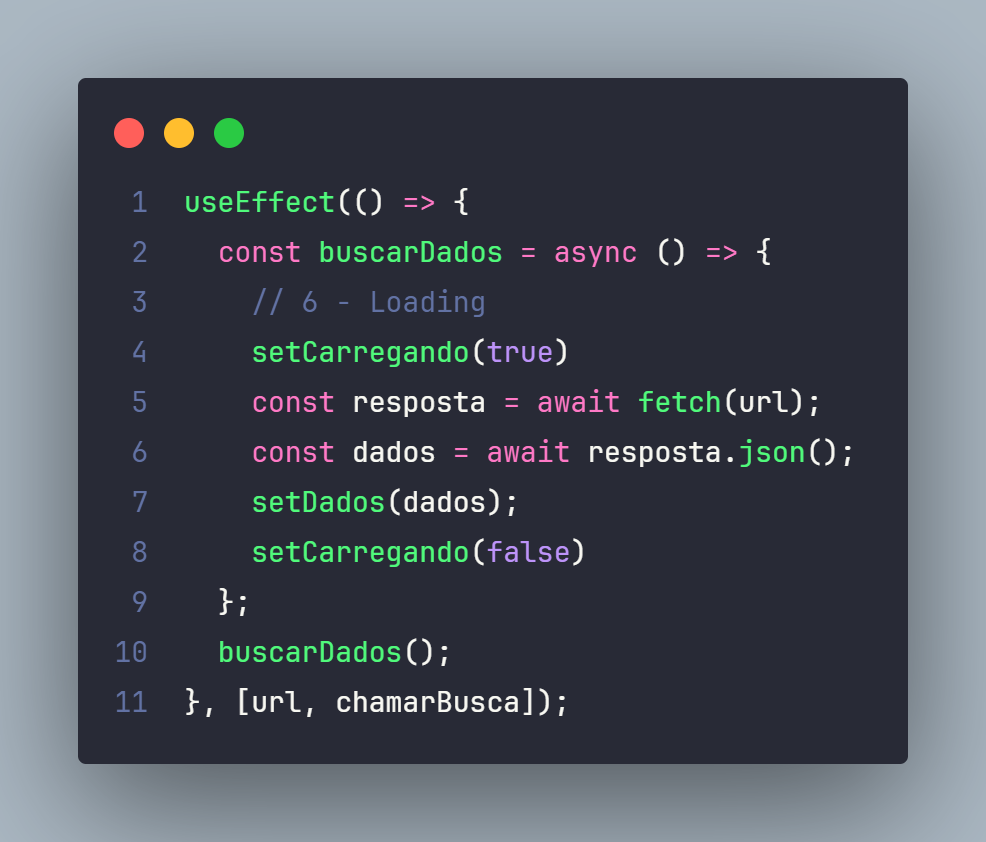 1 useEffect(() => {
2 const buscarDados = async () => {
3 // 6 - Loading
4 setCarregando(true)
5 const resposta = await fetch(url);
6 const dados = await resposta.json();
7 setDados(dados);
8 setCarregando(false)
9 };
10 buscarDados();
11 }, [url, chamarBusca]);